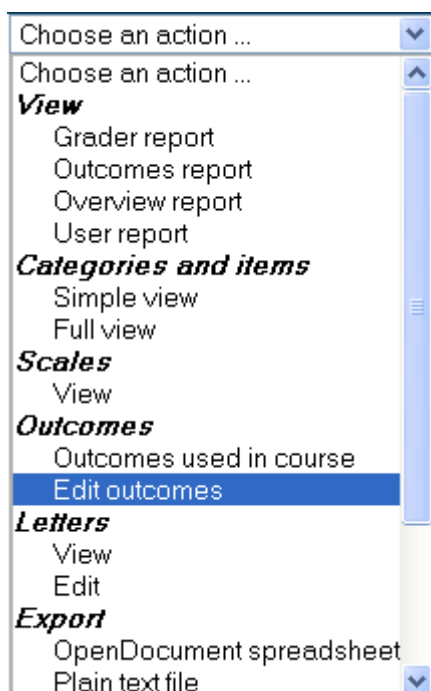 Choose an action ...
Choose an action ...
View
Grader report
Outcomes report
Overview report
User report
Categories and items
Simple view
Full view
Scales
View
Outcomes
Outcomes used in course
Edit outcomes
Letters
View
Edit
Export
OpenDocument spreadsheet
Plain text file